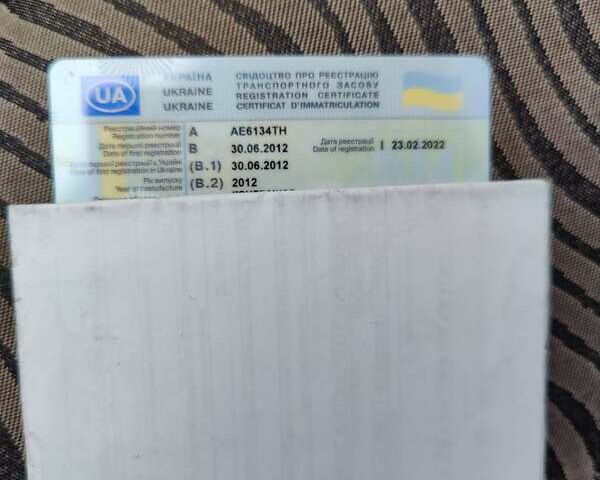 UA
УКРАЇНА СВІДОЦТВО ПРО РЕЄСТРАЦІЮ
UKRAINE ТРАНСПОРТНОГО ЗАСОБУ
UKRAINE REGISTRATION CERTIFICATE
CERTIFICAT D'IMMATRICULATION
Реєстраційний номер A AE6134TH
Registration number
Дата першої реєстрації B 30.06.2012 Дата реєстрації I 23.02.2022
Date of first registration Date of registration
Дата першої реєстрації в Україні (B.1) 30.06.2012
Date of first registration in Ukraine
Рік випуску (B.2) 2012
Year of manufacture